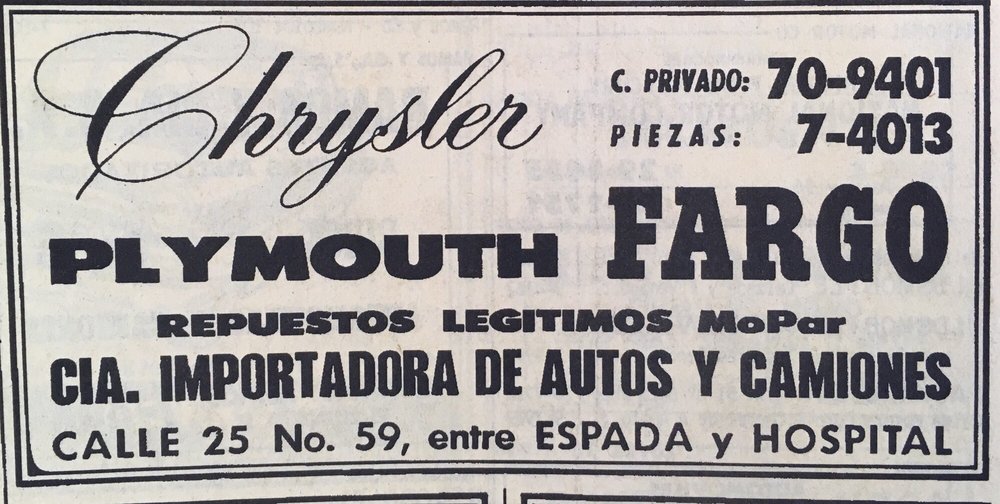 Chrysler
C. PRIVADO: 70-9401
PIEZAS: 7-4013
PLYMOUTH FARGO
REPUESTOS LEGITIMOS MoPar
CIA. IMPORTADORA DE AUTOS Y CAMIONES
CALLE 25 No. 59, entre ESPADA y HOSPITAL